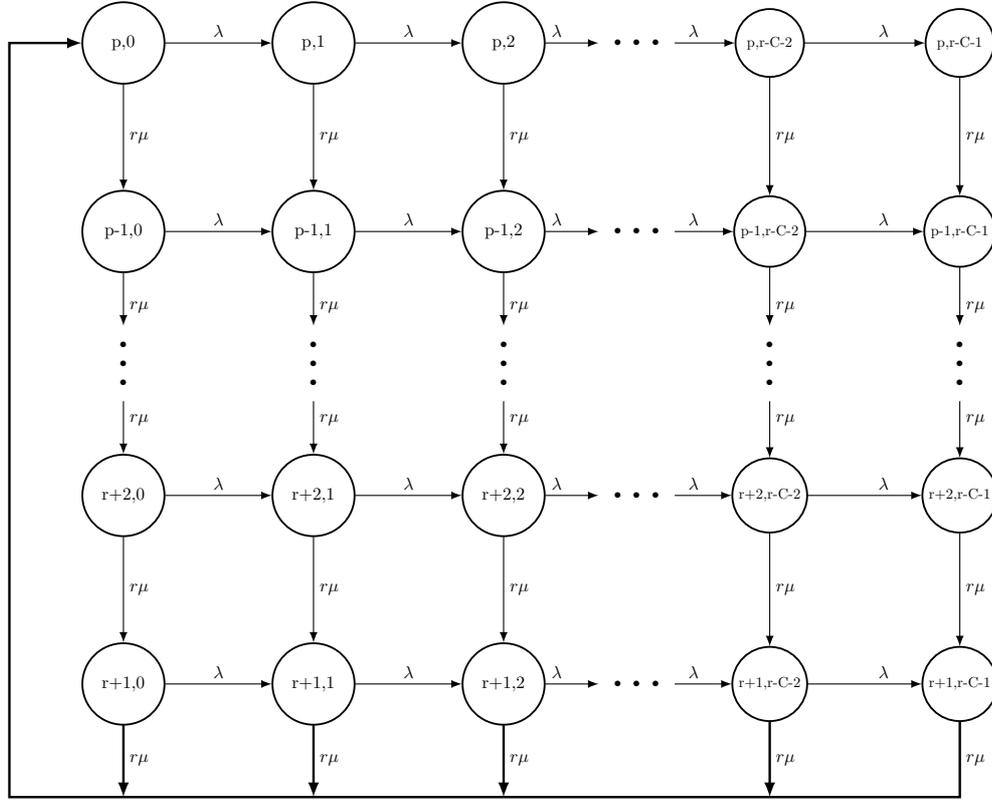 λ λ λ λ λ
p,0 p,1 p,2 p,r-C-2 p,r-C-1
rμ rμ rμ rμ rμ
λ λ λ λ λ
p-1,0 p-1,1 p-1,2 p-1,r-C-2 p-1,r-C-1
rμ rμ rμ rμ rμ
rμ rμ rμ rμ rμ
λ λ λ λ λ
r+2,0 r+2,1 r+2,2 r+2,r-C-2 r+2,r-C-1
rμ rμ rμ rμ rμ
λ λ λ λ λ
r+1,0 r+1,1 r+1,2 r+1,r-C-2 r+1,r-C-1
rμ rμ rμ rμ rμ